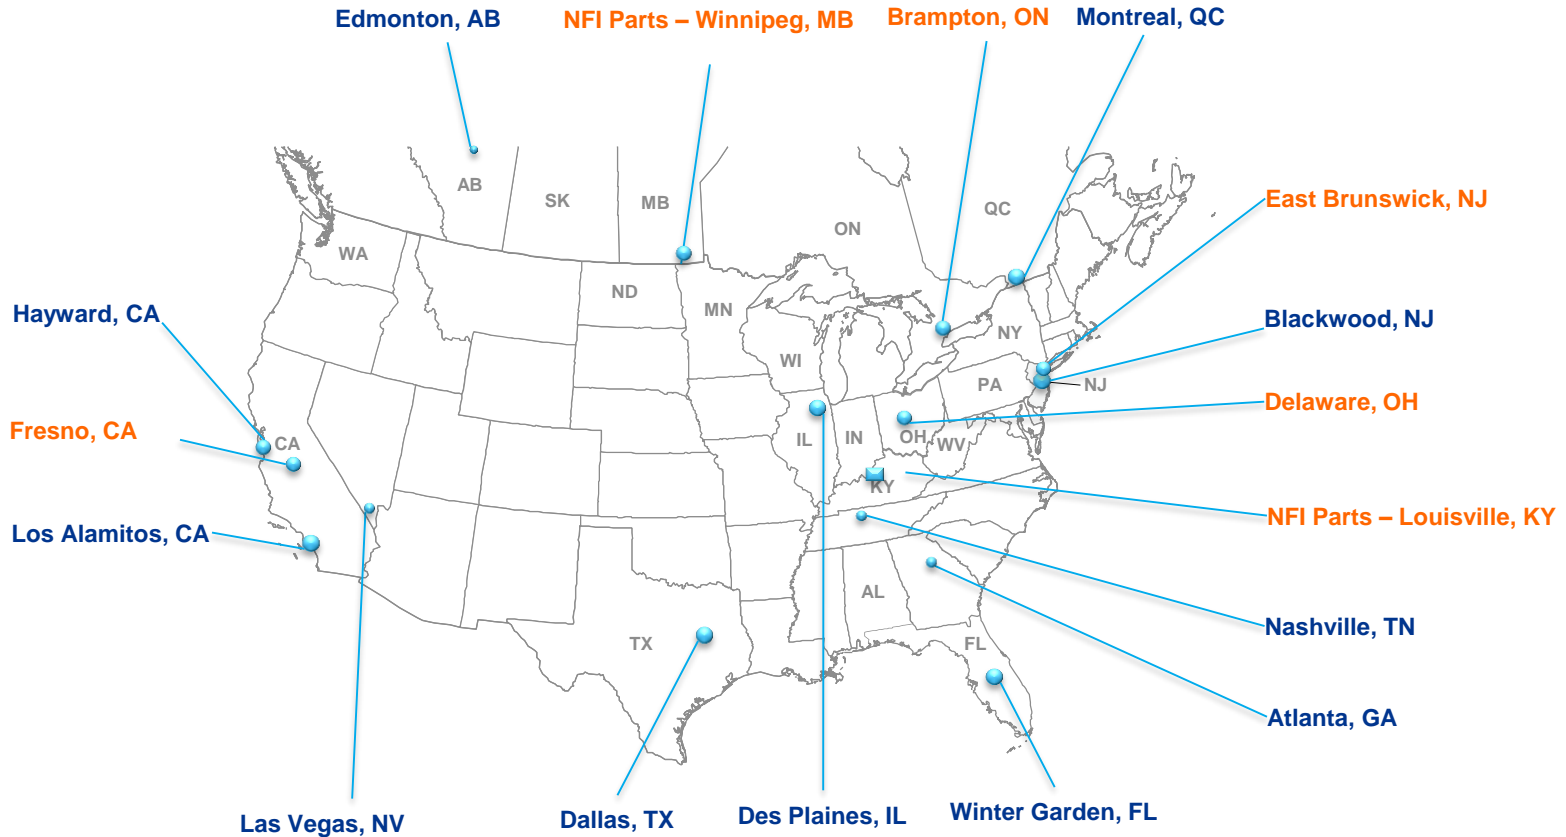 Edmonton, AB
NFI Parts – Winnipeg, MB
Brampton, ON
Montreal, QC
AB
SK
MB
ON
QC
East Brunswick, NJ
WA
ND
MN
NY
Hayward, CA
Blackwood, NJ
WI
PA
NJ
Delaware, OH
Fresno, CA
CA
IL
IN
OH
WV
KY
NFI Parts – Louisville, KY
Los Alamitos, CA
AL
Nashville, TN
TX
FL
Atlanta, GA
Las Vegas, NV
Dallas, TX
Des Plaines, IL
Winter Garden, FL